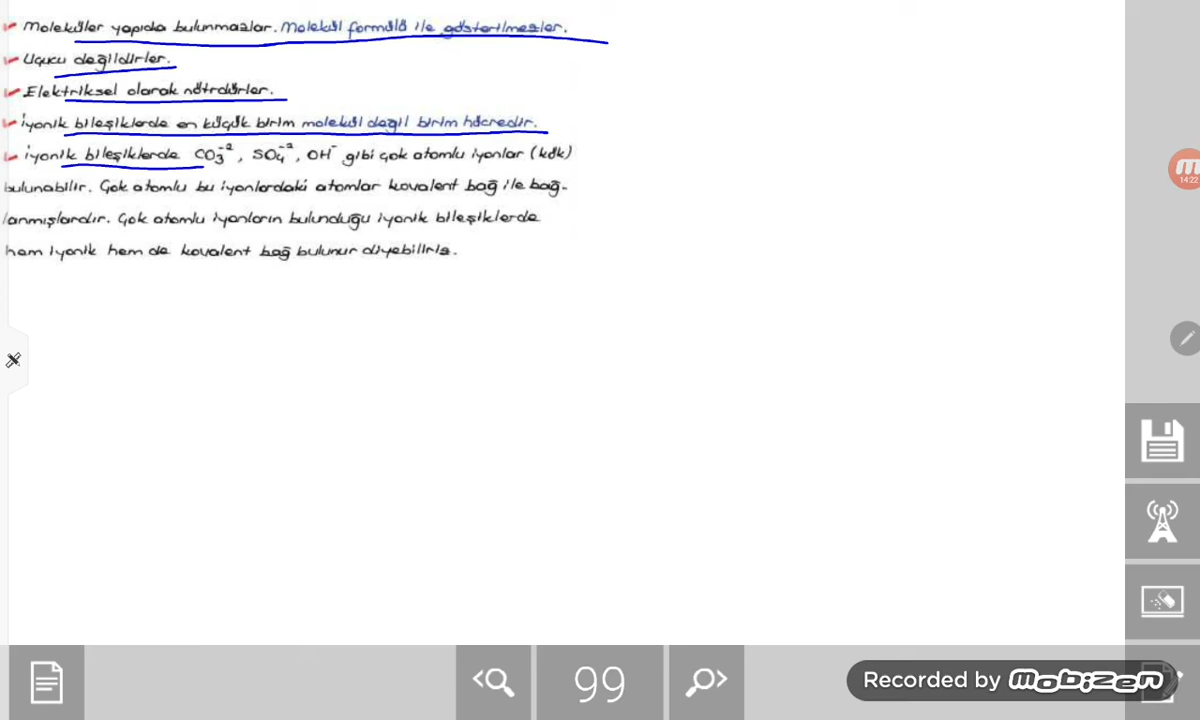 Moleküler yapıda bulunmazlar. Molekül formülü ile gösterilmezler.
Uçucu değildirler.
Elektriksel olarak nötrdürler.
İyonik bileşiklerde en küçük birim molekül değil birim hücredir.
İyonik bileşiklerde CO₃⁻², SO₄⁻², OH⁻ gibi çok atomlu iyonlar (kök)
bulunabilir. Çok atomlu bu iyonlardaki atomlar kovalent bağ ile bağ-
lanmışlardır. Çok atomlu iyonların bulunduğu iyonik bileşiklerde
hem iyonik hem de kovalent bağ bulunur diyebiliriz.
14:22
99
Recorded by mobizen